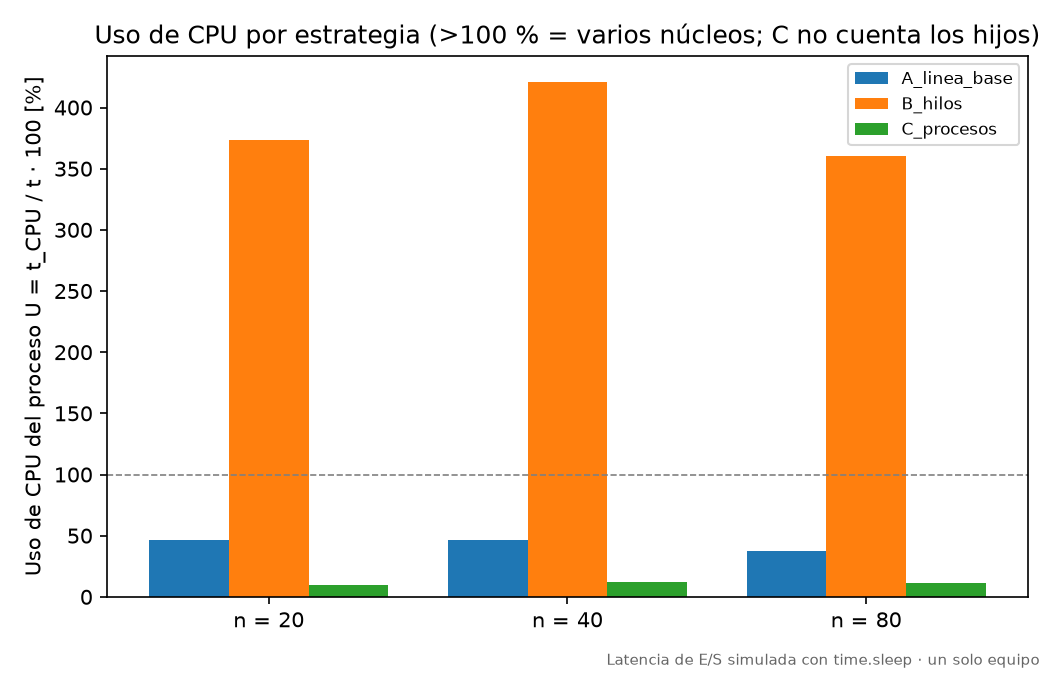 Uso de CPU por estrategia (>100 % = varios núcleos; C no cuenta los hijos)
Uso de CPU del proceso U = t_CPU / t · 100 [%]
400
350
300
250
200
150
100
50
0
A_linea_base
B_hilos
C_procesos
n = 20
n = 40
n = 80
Latencia de E/S simulada con time.sleep · un solo equipo